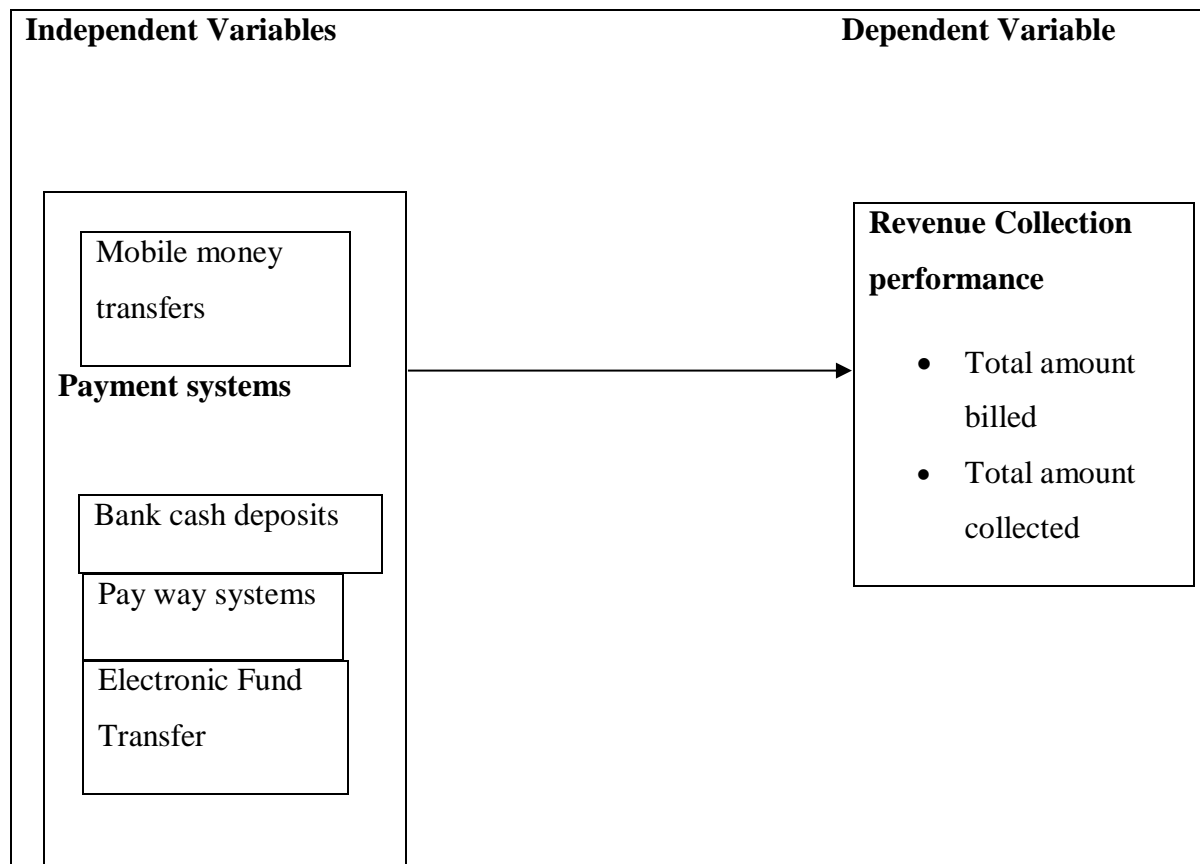 Independent Variables
Dependent Variable
Mobile money
transfers
Payment systems
Bank cash deposits
Pay way systems
Electronic Fund
Transfer
Revenue Collection
performance
• Total amount
billed
• Total amount
collected